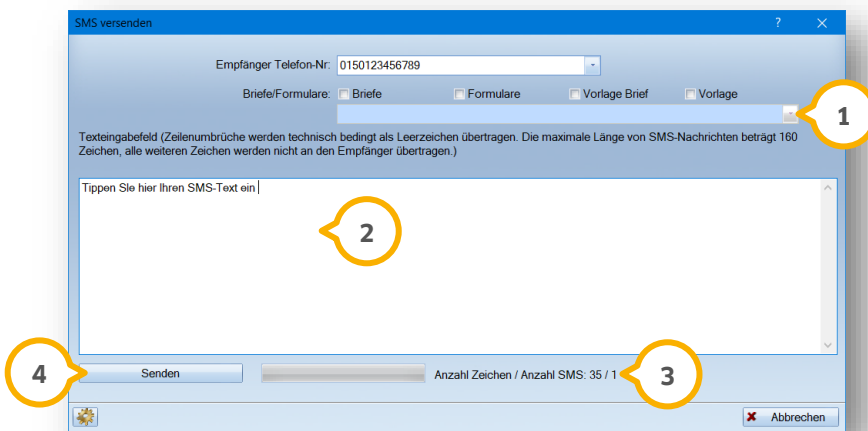 SMS versenden
?
Empfänger Telefon-Nr: 0150123456789
Briefe/Formulare: Briefe Formulare Vorlage Brief Vorlage
1
Texteingabefeld (Zeilenumbrüche werden technisch bedingt als Leerzeichen übertragen. Die maximale Länge von SMS-Nachrichten beträgt 160
Zeichen, alle weiteren Zeichen werden nicht an den Empfänger übertragen.)
Tippen SIe hier Ihren SMS-Text ein
2
4
Senden
Anzahl Zeichen / Anzahl SMS: 35 / 1
3
Abbrechen